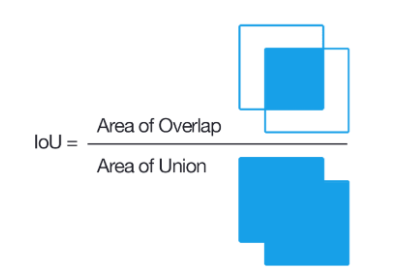 Area of Overlap
IoU =
Area of Union